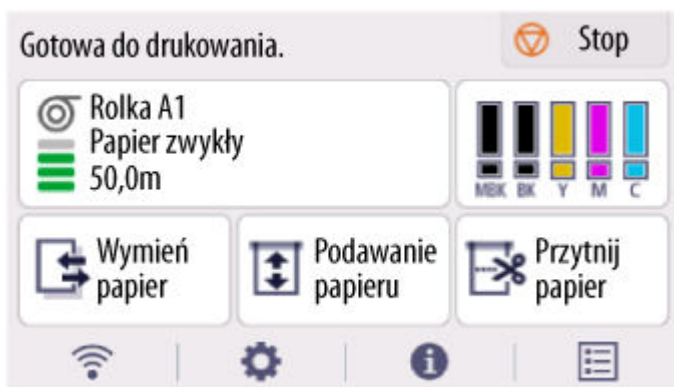 Gotowa do drukowania.
Stop
Rolka A1
Papier zwykły
50,0m
MBK BK Y M C
Wymień
papier
Podawanie
papieru
Przytnij
papier